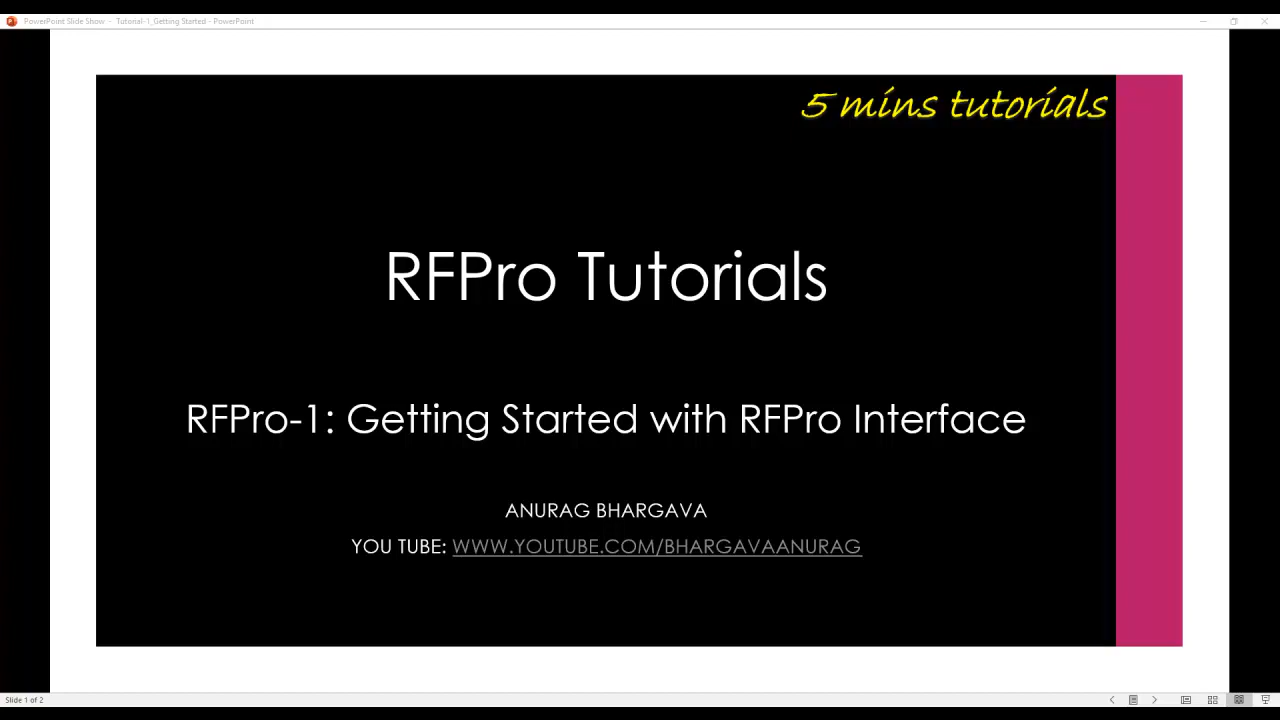 PowerPoint Slide Show - Tutorial-1_Getting Started - PowerPoint
5 mins tutorials
RFPro Tutorials
RFPro-1: Getting Started with RFPro Interface
ANURAG BHARGAVA
YOU TUBE: WWW.YOUTUBE.COM/BHARGAVAANURAG
Slide 1 of 2